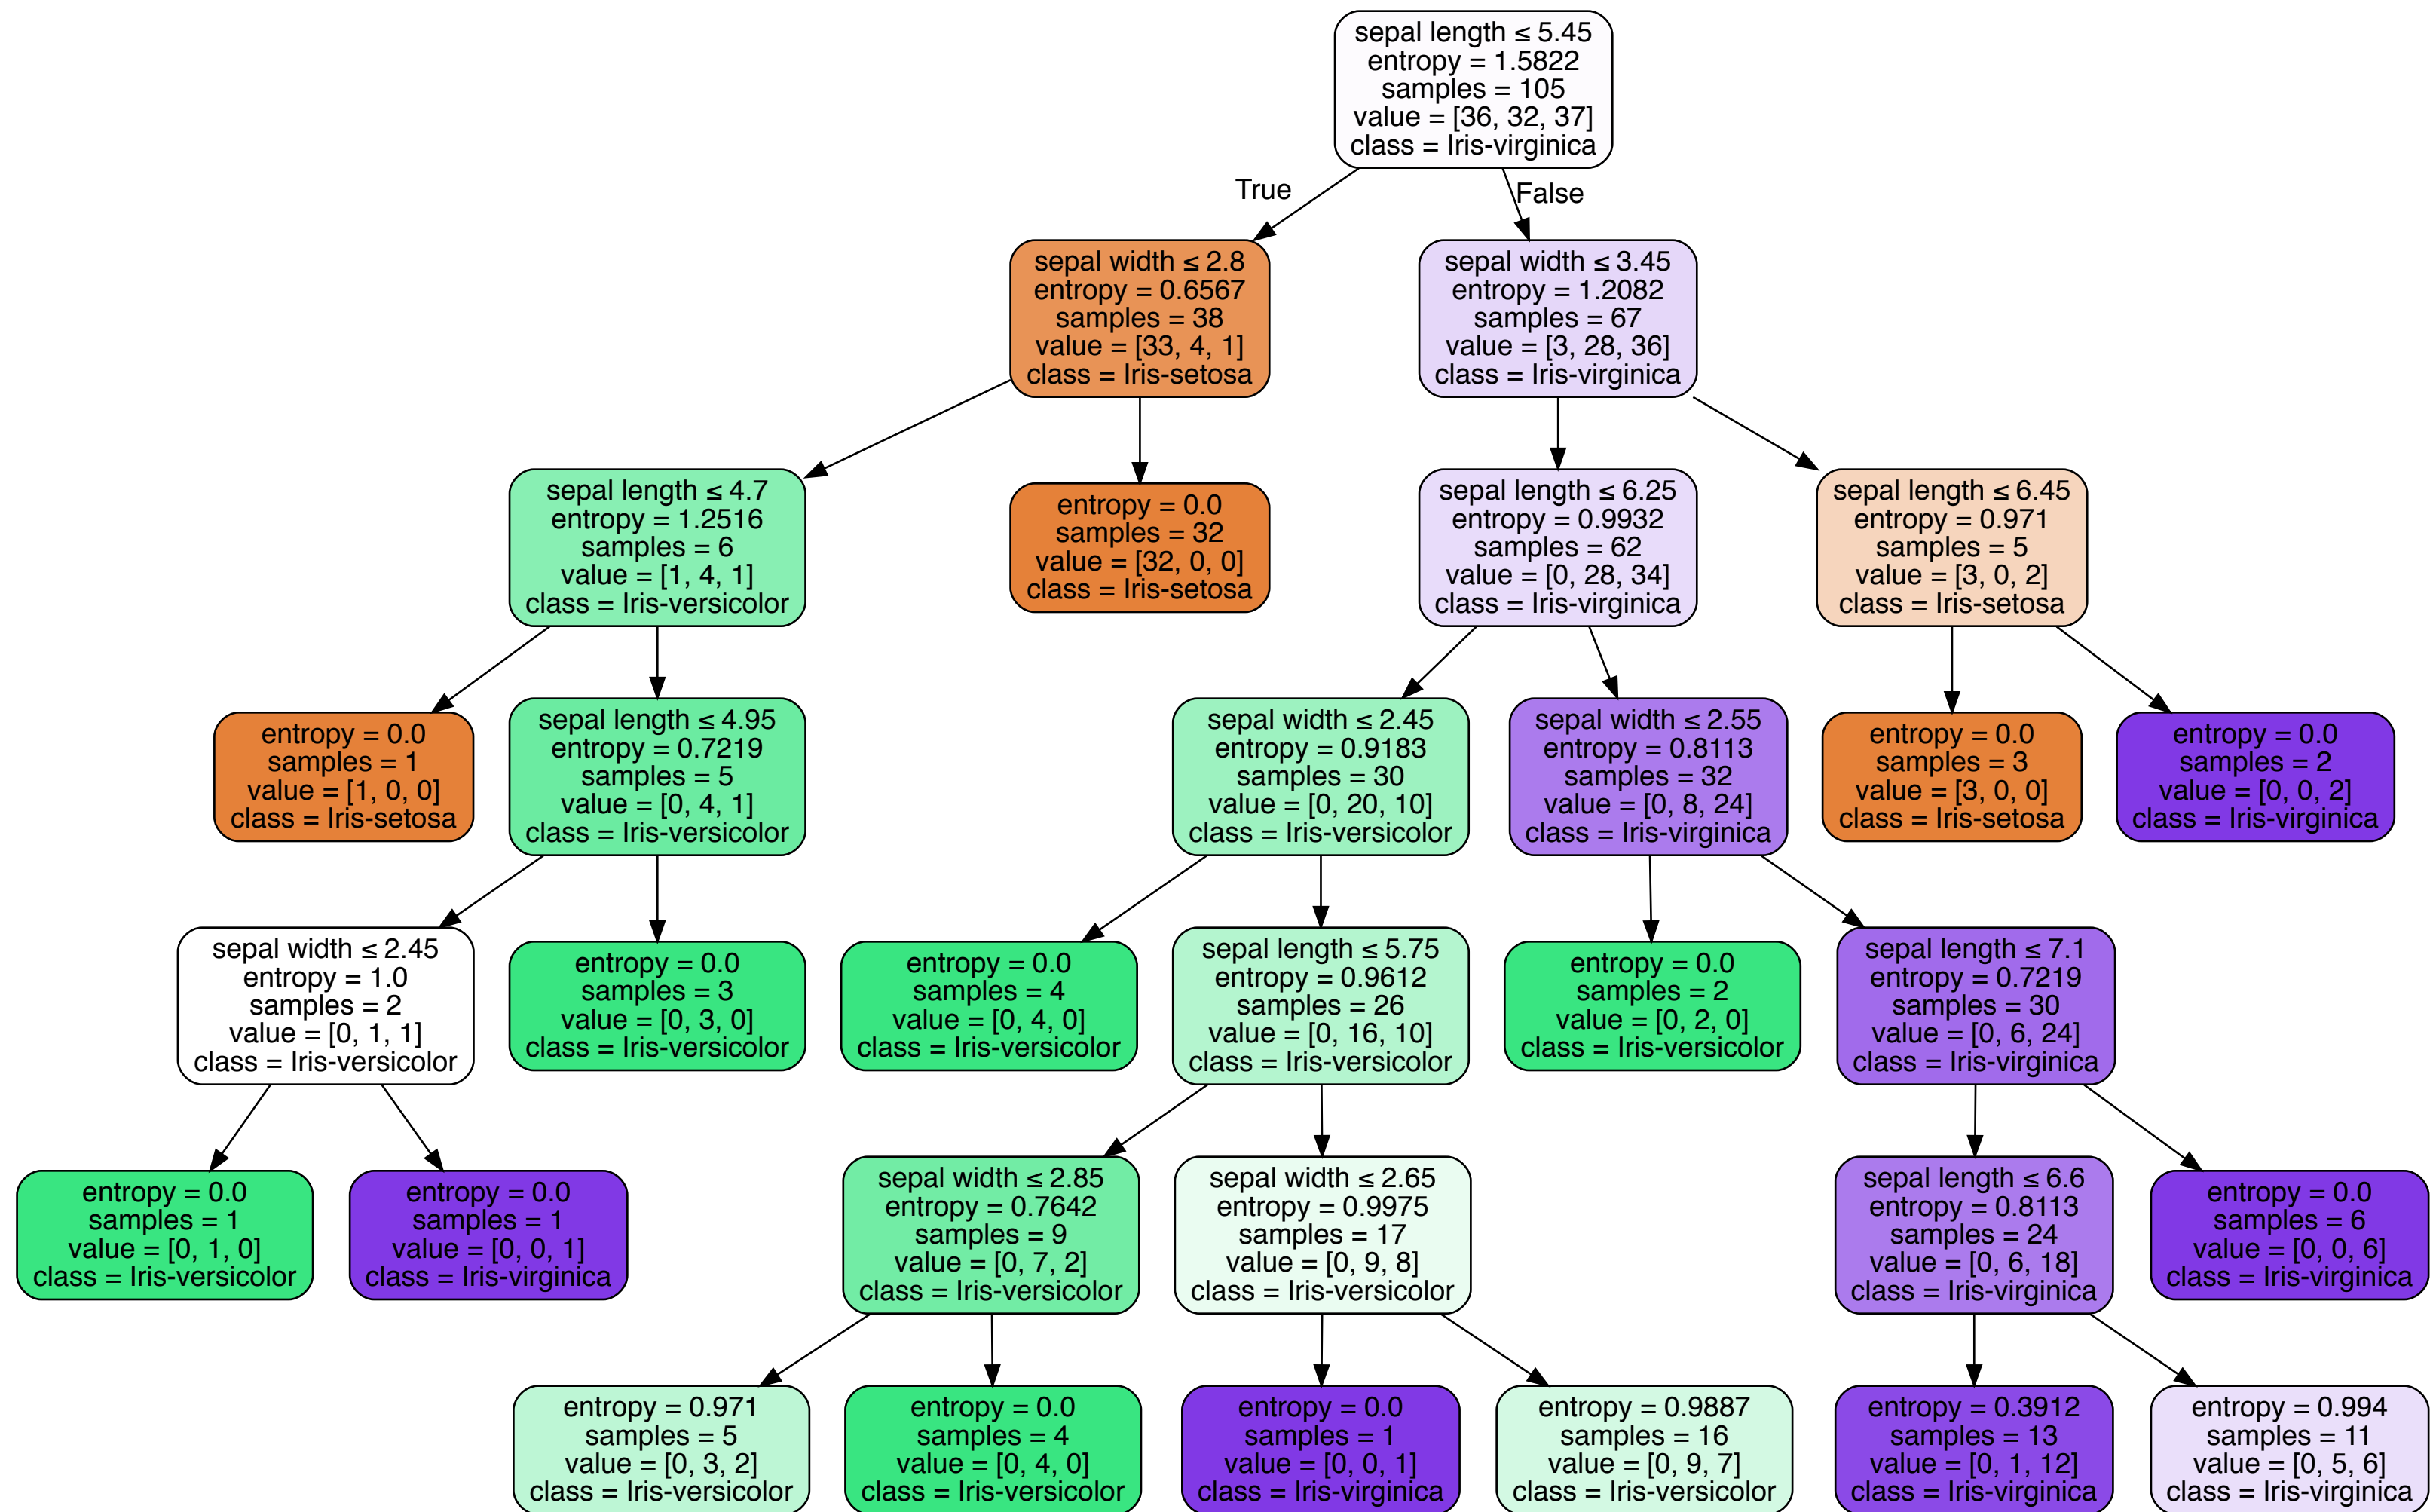 sepal length ≤ 5.45
entropy = 1.5822
samples = 105
value = [36, 32, 37]
class = Iris-virginica
True
False
sepal width ≤ 2.8
entropy = 0.6567
samples = 38
value = [33, 4, 1]
class = Iris-setosa
sepal width ≤ 3.45
entropy = 1.2082
samples = 67
value = [3, 28, 36]
class = Iris-virginica
sepal length ≤ 4.7
entropy = 1.2516
samples = 6
value = [1, 4, 1]
class = Iris-versicolor
entropy = 0.0
samples = 32
value = [32, 0, 0]
class = Iris-setosa
sepal length ≤ 6.25
entropy = 0.9932
samples = 62
value = [0, 28, 34]
class = Iris-virginica
sepal length ≤ 6.45
entropy = 0.971
samples = 5
value = [3, 0, 2]
class = Iris-setosa
entropy = 0.0
samples = 1
value = [1, 0, 0]
class = Iris-setosa
sepal length ≤ 4.95
entropy = 0.7219
samples = 5
value = [0, 4, 1]
class = Iris-versicolor
sepal width ≤ 2.45
entropy = 0.9183
samples = 30
value = [0, 20, 10]
class = Iris-versicolor
sepal width ≤ 2.55
entropy = 0.8113
samples = 32
value = [0, 8, 24]
class = Iris-virginica
entropy = 0.0
samples = 3
value = [3, 0, 0]
class = Iris-setosa
entropy = 0.0
samples = 2
value = [0, 0, 2]
class = Iris-virginica
sepal width ≤ 2.45
entropy = 1.0
samples = 2
value = [0, 1, 1]
class = Iris-versicolor
entropy = 0.0
samples = 3
value = [0, 3, 0]
class = Iris-versicolor
entropy = 0.0
samples = 4
value = [0, 4, 0]
class = Iris-versicolor
sepal length ≤ 5.75
entropy = 0.9612
samples = 26
value = [0, 16, 10]
class = Iris-versicolor
entropy = 0.0
samples = 2
value = [0, 2, 0]
class = Iris-versicolor
sepal length ≤ 7.1
entropy = 0.7219
samples = 30
value = [0, 6, 24]
class = Iris-virginica
entropy = 0.0
samples = 1
value = [0, 1, 0]
class = Iris-versicolor
entropy = 0.0
samples = 1
value = [0, 0, 1]
class = Iris-virginica
sepal width ≤ 2.85
entropy = 0.7642
samples = 9
value = [0, 7, 2]
class = Iris-versicolor
sepal width ≤ 2.65
entropy = 0.9975
samples = 17
value = [0, 9, 8]
class = Iris-versicolor
sepal length ≤ 6.6
entropy = 0.8113
samples = 24
value = [0, 6, 18]
class = Iris-virginica
entropy = 0.0
samples = 6
value = [0, 0, 6]
class = Iris-virginica
entropy = 0.971
samples = 5
value = [0, 3, 2]
class = Iris-versicolor
entropy = 0.0
samples = 4
value = [0, 4, 0]
class = Iris-versicolor
entropy = 0.0
samples = 1
value = [0, 0, 1]
class = Iris-virginica
entropy = 0.9887
samples = 16
value = [0, 9, 7]
class = Iris-versicolor
entropy = 0.3912
samples = 13
value = [0, 1, 12]
class = Iris-virginica
entropy = 0.994
samples = 11
value = [0, 5, 6]
class = Iris-virginica